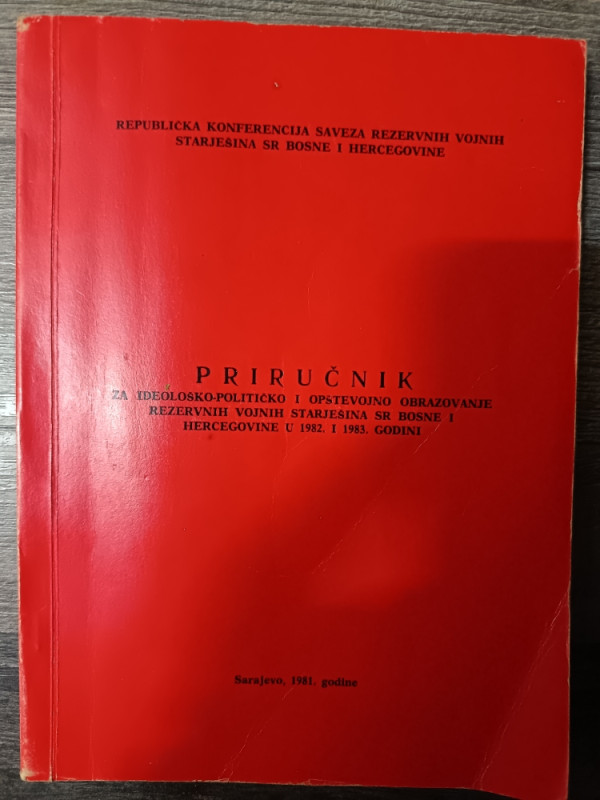 REPUBLIČKA KONFERENCIJA SAVEZA REZERVNIH VOJNIH
STARJEŠINA SR BOSNE I HERCEGOVINE
PRIRUČNIK
ZA IDEOLOŠKO-POLITIČKO I OPŠTEVOJNO OBRAZOVANJE
REZERVNIH VOJNIH STARJEŠINA SR BOSNE I
HERCEGOVINE U 1982. I 1983. GODINI
Sarajevo, 1981. godine